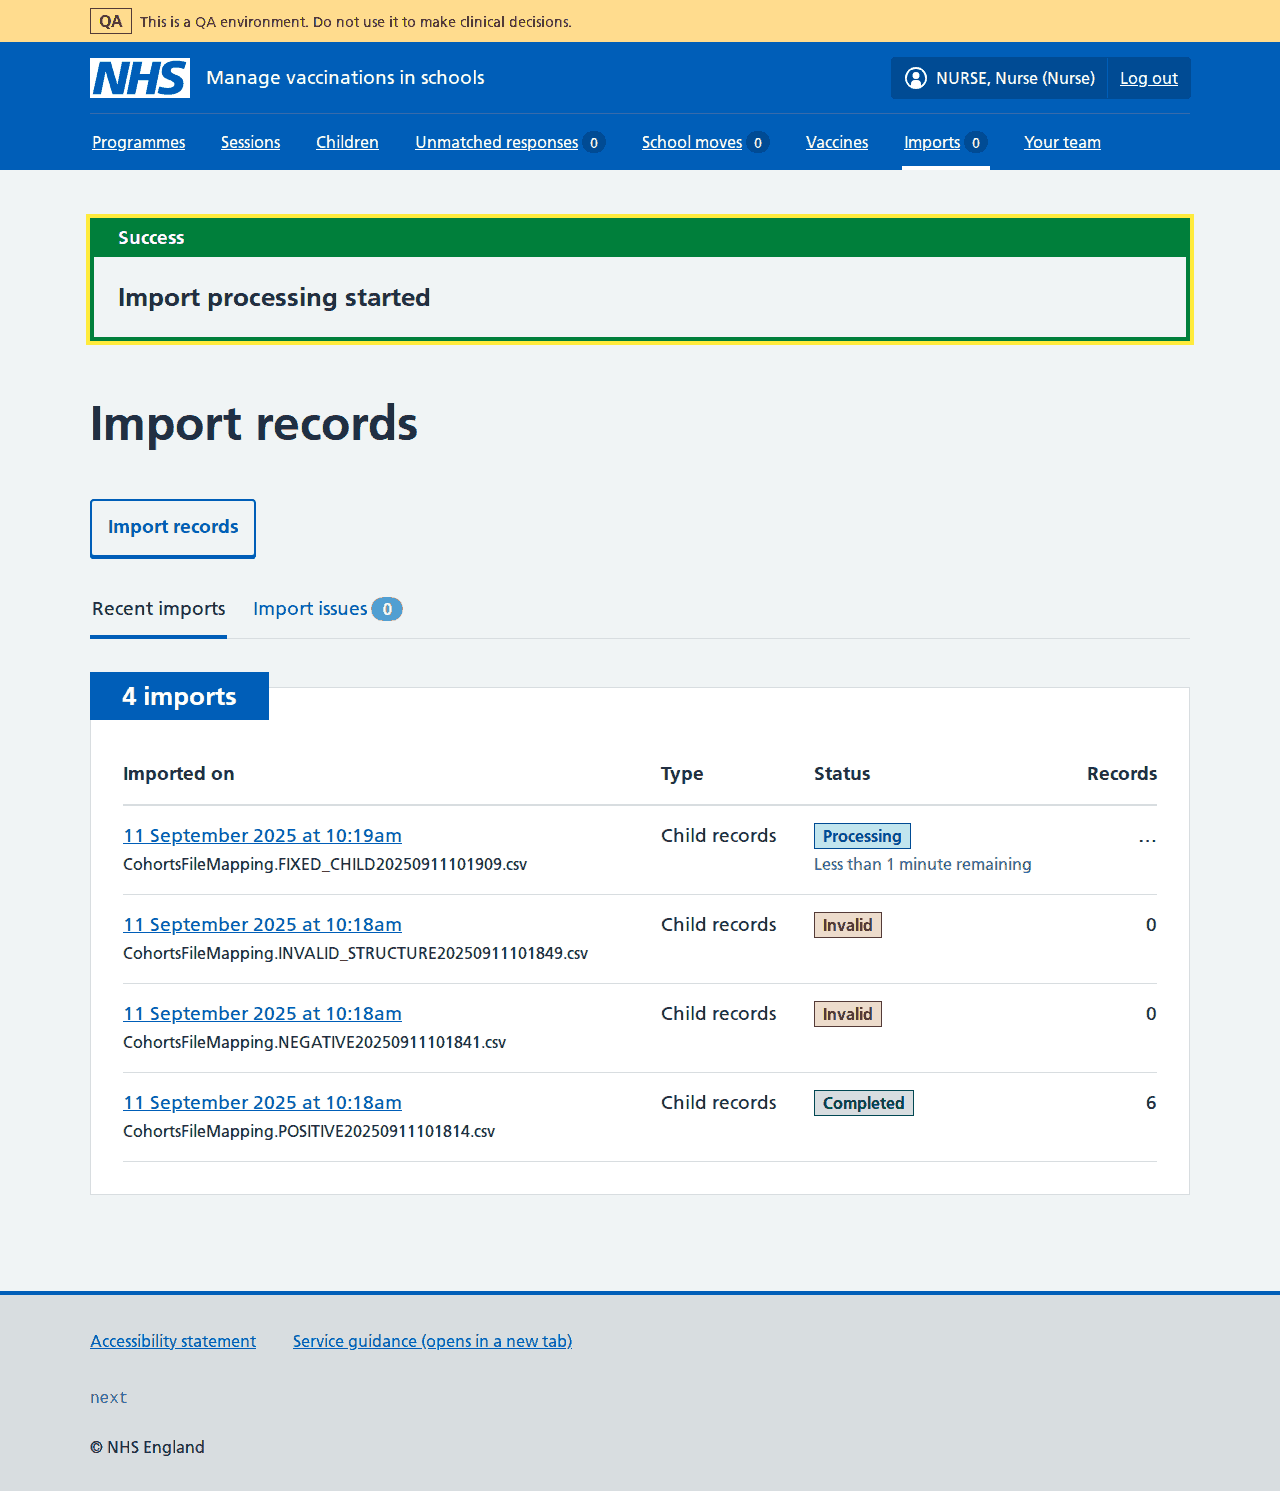 QA This is a QA environment. Do not use it to make clinical decisions.
NHS Manage vaccinations in schools NURSE, Nurse (Nurse) Log out
Programmes Sessions Children Unmatched responses 0 School moves 0 Vaccines Imports 0 Your team
Success
Import processing started
Import records
Import records
Recent imports Import issues 0
4 imports
Imported on Type Status Records
11 September 2025 at 10:19am Child records Processing ...
CohortsFileMapping.FIXED_CHILD20250911101909.csv Less than 1 minute remaining
11 September 2025 at 10:18am Child records Invalid 0
CohortsFileMapping.INVALID_STRUCTURE20250911101849.csv
11 September 2025 at 10:18am Child records Invalid 0
CohortsFileMapping.NEGATIVE20250911101841.csv
11 September 2025 at 10:18am Child records Completed 6
CohortsFileMapping.POSITIVE20250911101814.csv
Accessibility statement Service guidance (opens in a new tab)
next
© NHS England